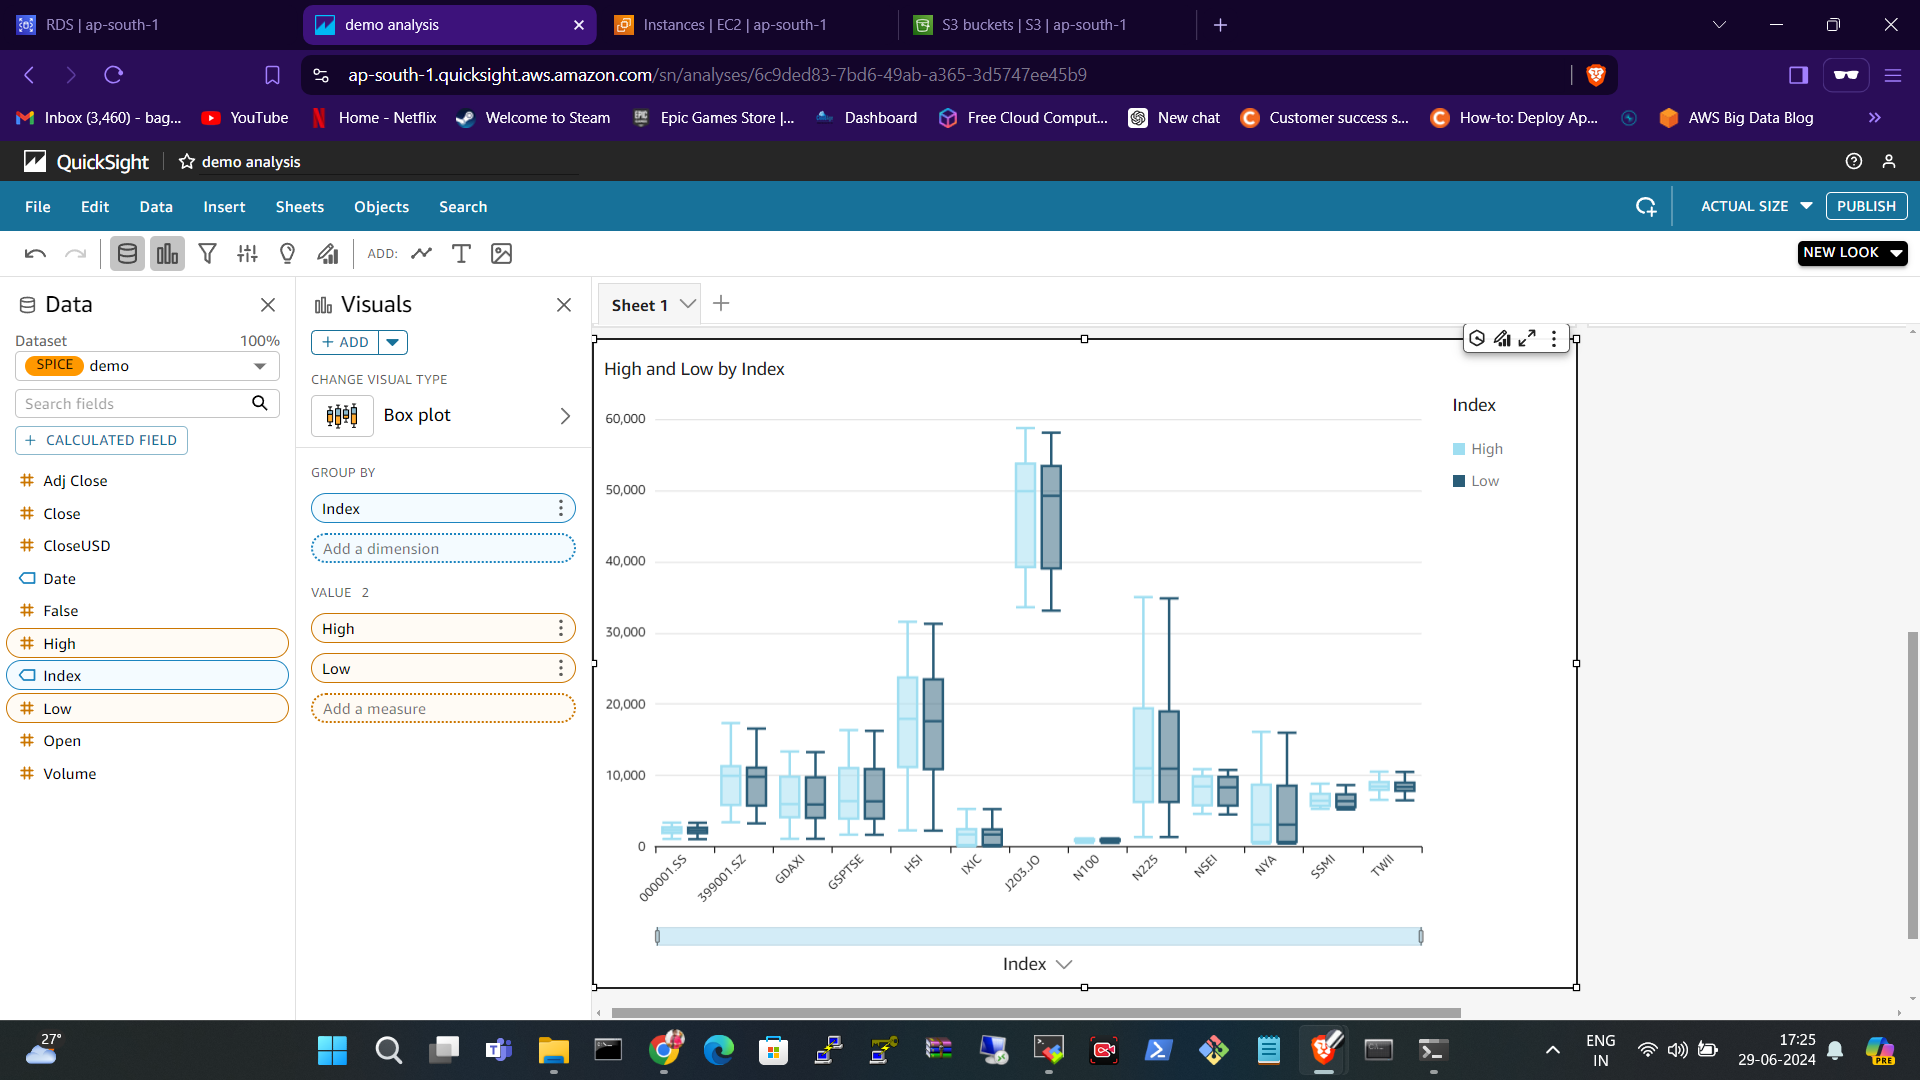 RDS | ap-south-1
demo analysis
Instances | EC2 | ap-south-1
S3 buckets | S3 | ap-south-1
ap-south-1.quicksight.aws.amazon.com/sn/analyses/6c9ded83-7bd6-49ab-a365-3d5747ee45b9
Inbox (3,460) - bag...
YouTube
Home - Netflix
Welcome to Steam
Epic Games Store |...
Dashboard
Free Cloud Comput...
New chat
Customer success s...
How-to: Deploy Ap...
AWS Big Data Blog
QuickSight
demo analysis
File
Edit
Data
Insert
Sheets
Objects
Search
ACTUAL SIZE
PUBLISH
ADD:
NEW LOOK
Data
Dataset
100%
SPICE
demo
Search fields
+ CALCULATED FIELD
Adj Close
Close
CloseUSD
Date
False
High
Index
Low
Open
Volume
Visuals
+ ADD
CHANGE VISUAL TYPE
Box plot
GROUP BY
Index
Add a dimension
VALUE 2
High
Low
Add a measure
Sheet 1
High and Low by Index
60,000
50,000
40,000
30,000
20,000
10,000
0
000001.SS
399001.SZ
GDAXI
GSPTSE
HSI
IXIC
J203.JO
N100
N225
NSEI
NYA
SSMI
TWII
Index
Index
High
Low
27°
ENG
IN
17:25
29-06-2024
PRE